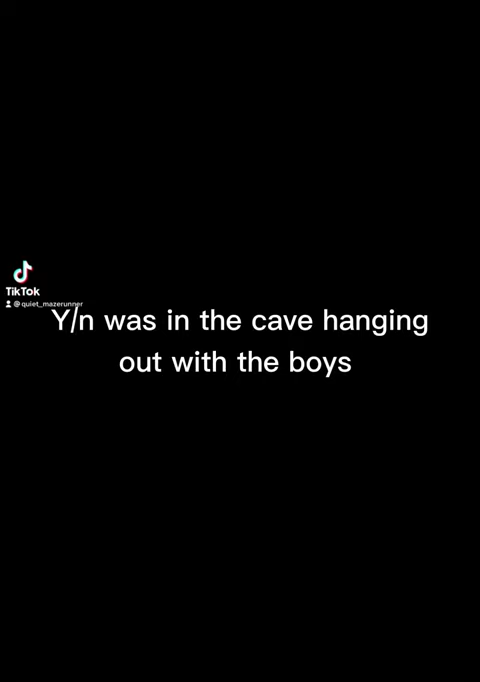 TikTok
@quiet_mazerunner
Y/n was in the cave hanging
out with the boys